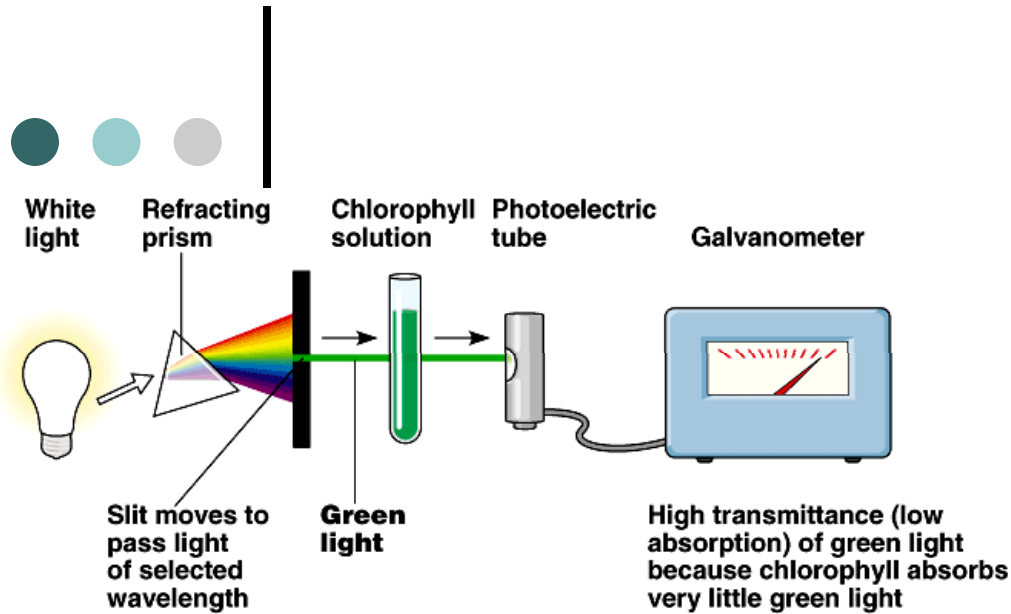 White
light
Refracting
prism
Chlorophyll
solution
Photoelectric
tube
Galvanometer
Slit moves to
pass light
of selected
wavelength
Green
light
High transmittance (low
absorption) of green light
because chlorophyll absorbs
very little green light